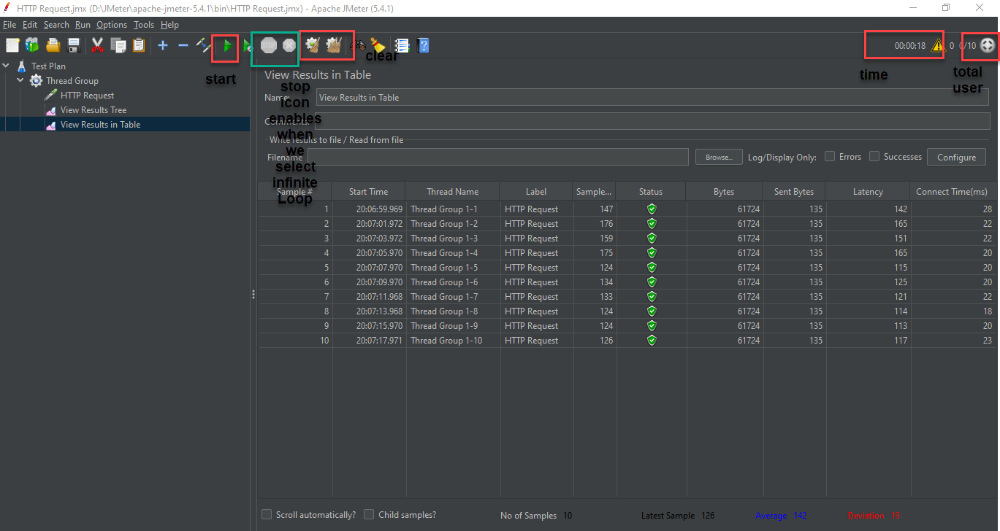 HTTP Request.jmx (D:\JMeter\apache-jmeter-5.4.1\bin\HTTP Request.jmx) - Apache JMeter (5.4.1)
File Edit Search Run Options Tools Help
STOP
00:00:18 0 0/10
start
clear
time
total
user
stop
icon
enables
when
we
select
infinite
Loop
Test Plan
Thread Group
HTTP Request
View Results Tree
View Results in Table
View Results in Table
Name: View Results in Table
Comments:
Write results to file / Read from file
Filename Browse... Log/Display Only: Errors Successes Configure
Sample # Start Time Thread Name Label Sample... Status Bytes Sent Bytes Latency Connect Time(ms)
1 20:06:59.969 Thread Group 1-1 HTTP Request 147 61724 135 142 28
2 20:07:01.972 Thread Group 1-2 HTTP Request 176 61724 135 165 22
3 20:07:03.972 Thread Group 1-3 HTTP Request 159 61724 135 151 22
4 20:07:05.970 Thread Group 1-4 HTTP Request 175 61724 135 165 20
5 20:07:07.970 Thread Group 1-5 HTTP Request 124 61724 135 115 20
6 20:07:09.970 Thread Group 1-6 HTTP Request 134 61724 135 125 20
7 20:07:11.968 Thread Group 1-7 HTTP Request 133 61724 135 121 22
8 20:07:13.968 Thread Group 1-8 HTTP Request 124 61724 135 114 18
9 20:07:15.970 Thread Group 1-9 HTTP Request 124 61724 135 113 20
10 20:07:17.971 Thread Group 1-10 HTTP Request 126 61724 135 117 23
Scroll automatically? Child samples? No of Samples 10 Latest Sample 126 Average 142 Deviation 19